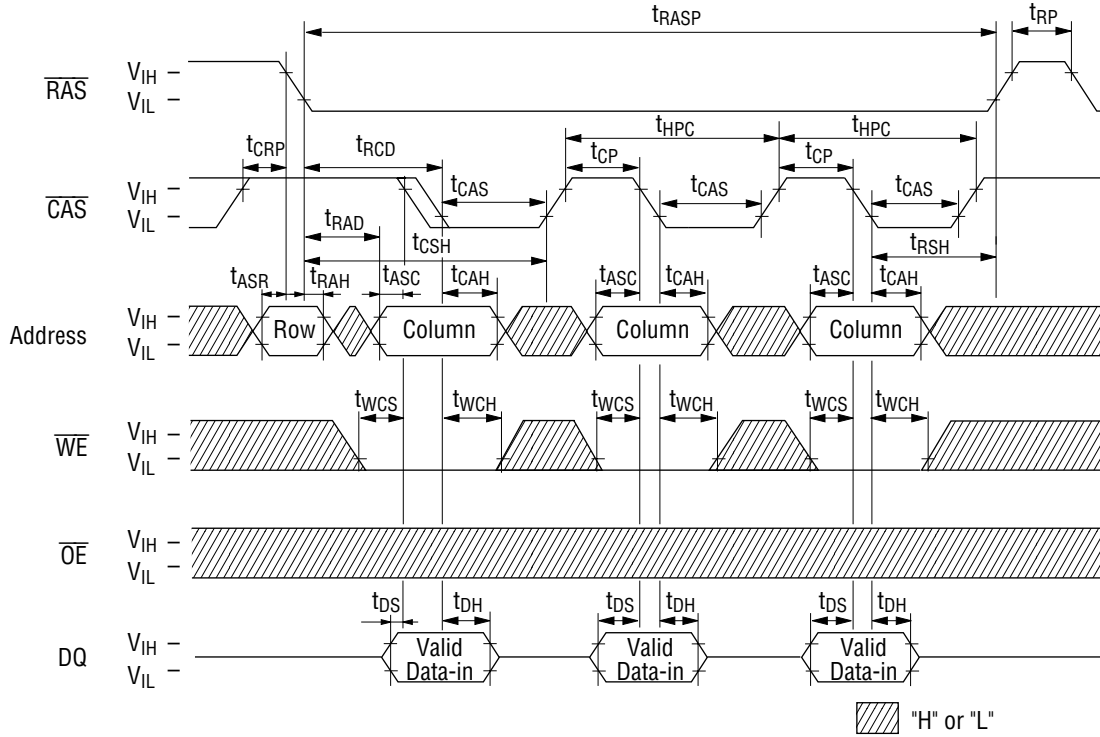 tRASP tRP
RAS VIH VIL
tCRP tRCD tHPC tHPC
tCP tCP
CAS VIH VIL tCAS tCAS tCAS
tRAD tCSH tRSH
tASR tRAH tASC tCAH tASC tCAH tASC tCAH
Address VIH VIL Row Column Column Column
tWCS tWCH tWCS tWCH tWCS tWCH
WE VIH VIL
OE VIH VIL
tDS tDH tDS tDH tDS tDH
DQ VIH VIL
Valid Data-in
Valid Data-in
Valid Data-in
"H" or "L"